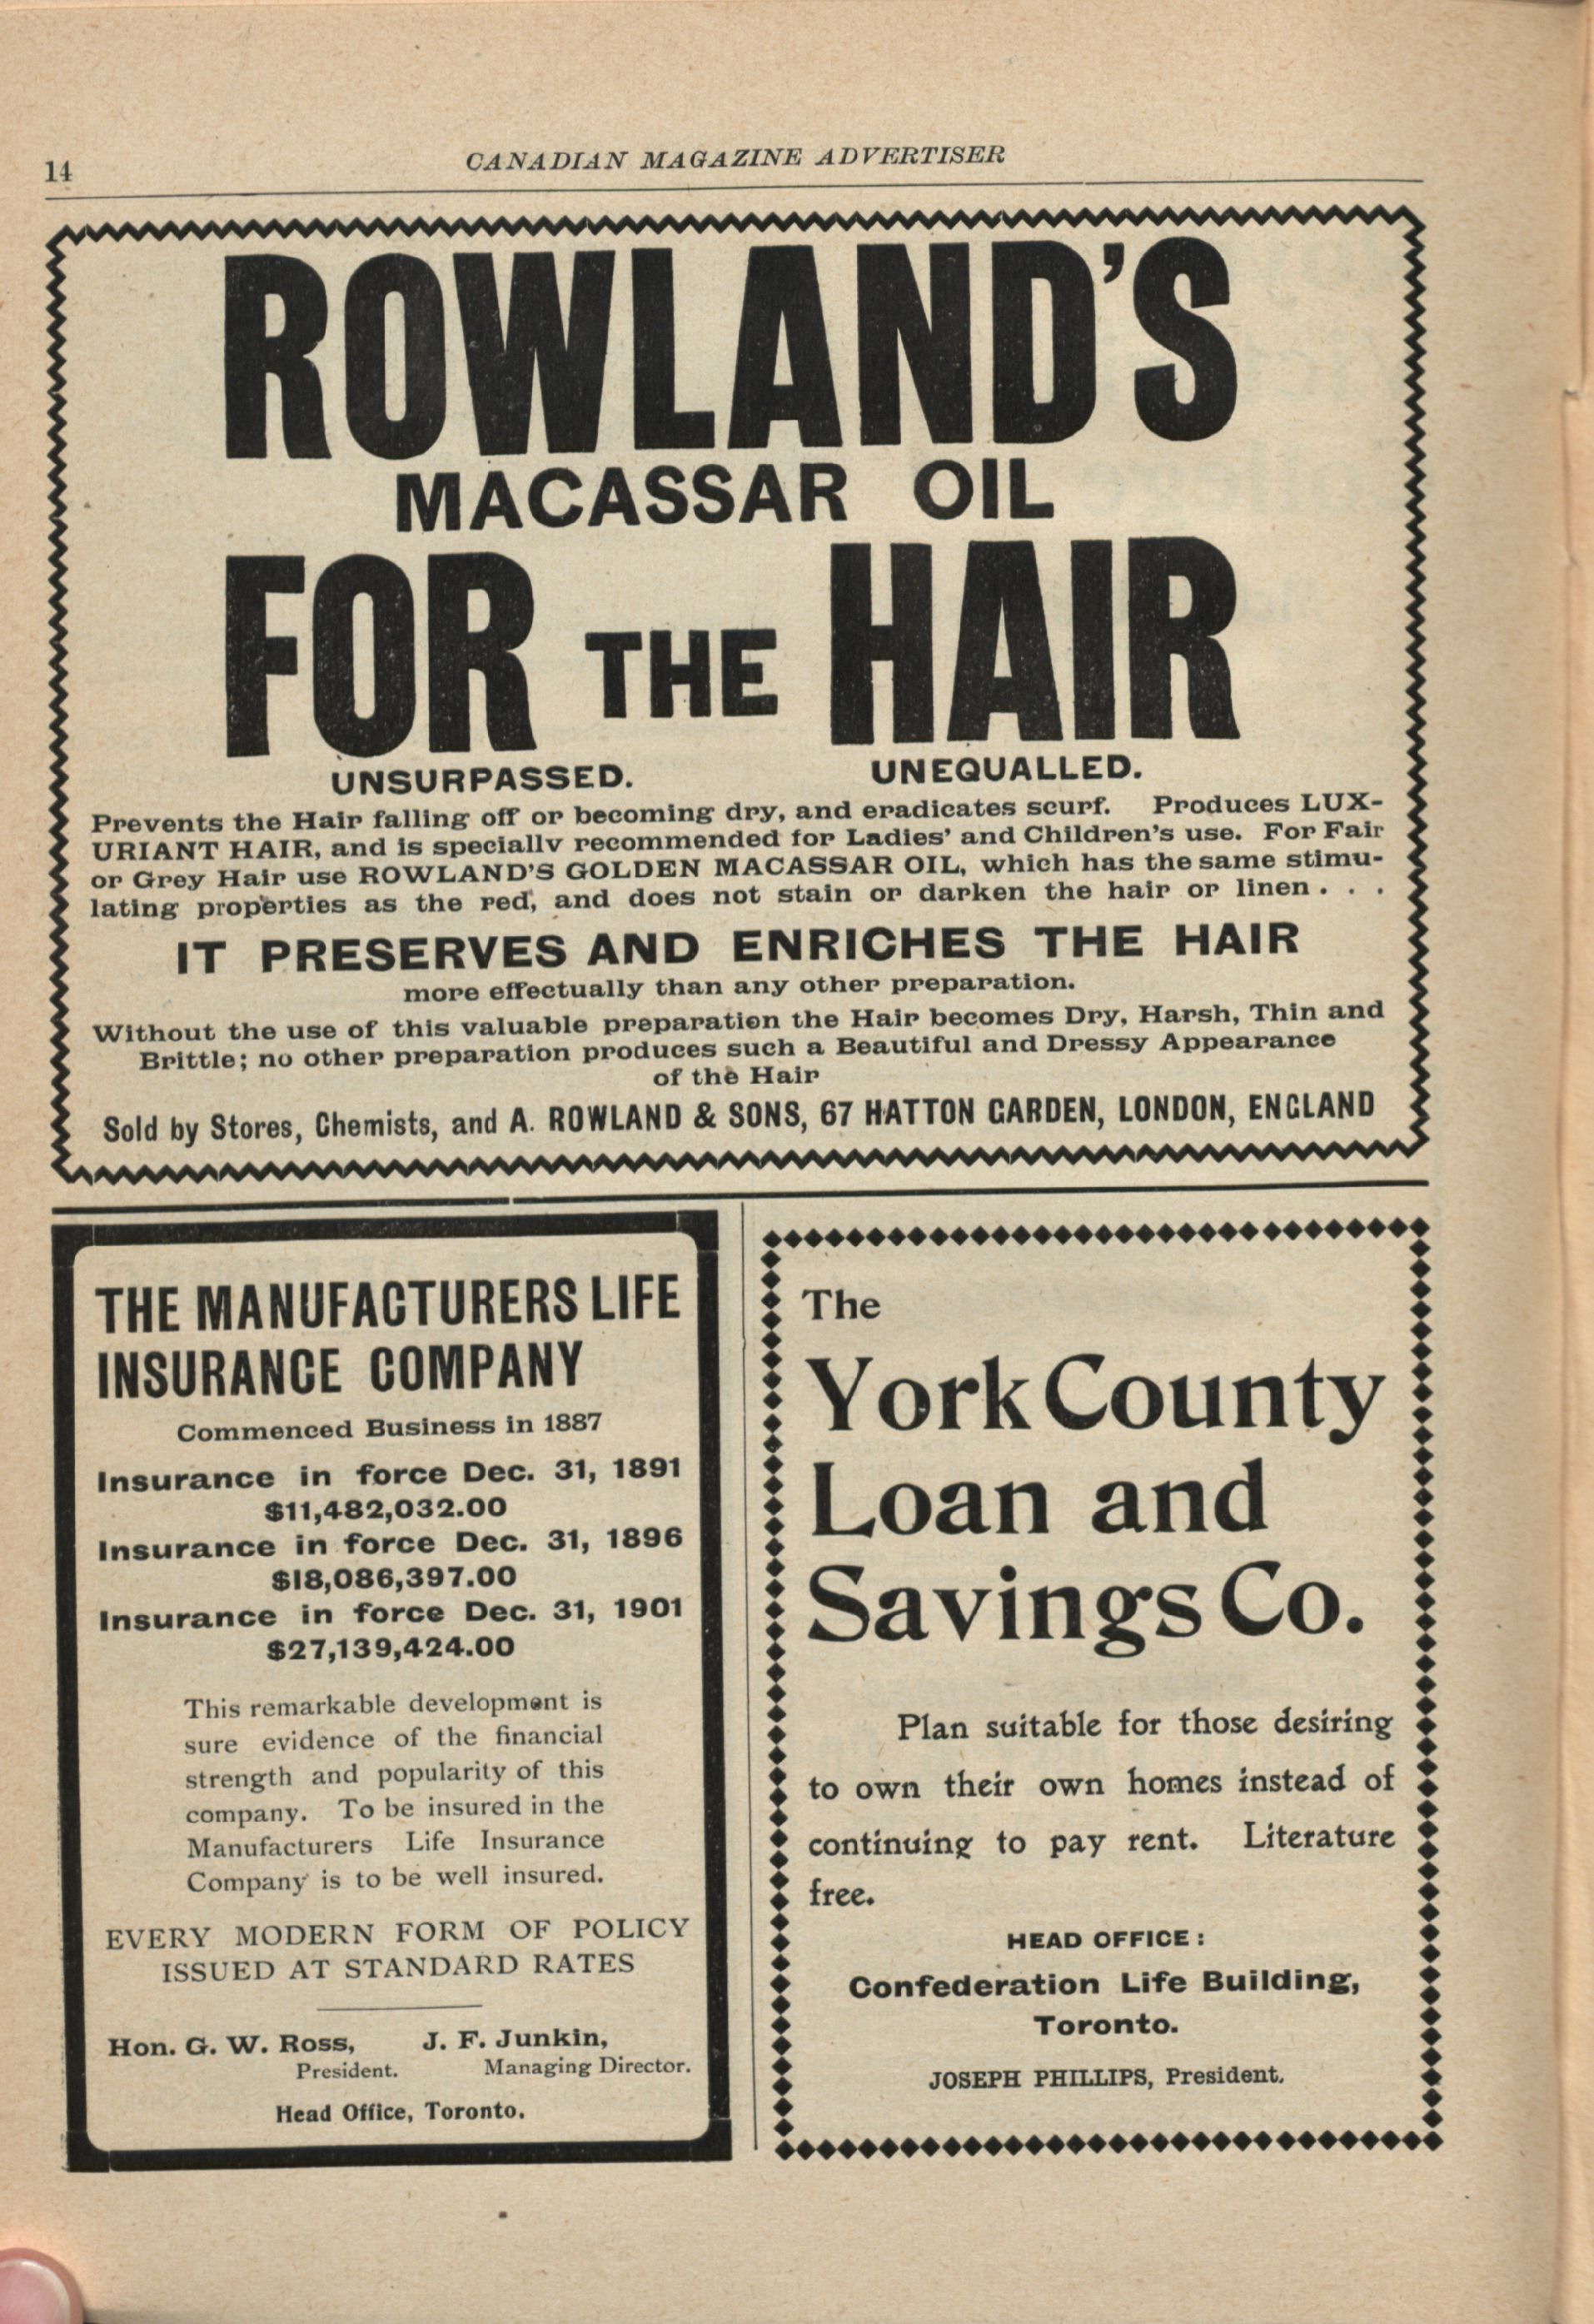 14
CANADIAN MAGAZINE ADVERTISER
ROWLAND'S
MACASSAR OIL
FOR THE HAIR
UNSURPASSED. UNEQUALLED.
Prevents the Hair falling off or becoming dry, and eradicates scurf. Produces LUX-
URIANT HAIR, and is specially recommended for Ladies' and Children's use. For Fair
or Grey Hair use ROWLAND'S GOLDEN MACASSAR OIL, which has the same stimu-
lating properties as the red, and does not stain or darken the hair or linen . . .
IT PRESERVES AND ENRICHES THE HAIR
more effectually than any other preparation.
Without the use of this valuable preparation the Hair becomes Dry, Harsh, Thin and
Brittle; no other preparation produces such a Beautiful and Dressy Appearance
of the Hair
Sold by Stores, Chemists, and A. ROWLAND & SONS, 67 HATTON GARDEN, LONDON, ENGLAND
THE MANUFACTURERS LIFE
INSURANCE COMPANY
Commenced Business in 1887
Insurance in force Dec. 31, 1891
$11,482,032.00
Insurance in force Dec. 31, 1896
$18,086,397.00
Insurance in force Dec. 31, 1901
$27,139,424.00
This remarkable development is
sure evidence of the financial
strength and popularity of this
company. To be insured in the
Manufacturers Life Insurance
Company is to be well insured.
EVERY MODERN FORM OF POLICY
ISSUED AT STANDARD RATES
Hon. G. W. Ross, J. F. Junkin,
President. Managing Director.
Head Office, Toronto.
The
York County
Loan and
Savings Co.
Plan suitable for those desiring
to own their own homes instead of
continuing to pay rent. Literature
free.
HEAD OFFICE:
Confederation Life Building,
Toronto.
JOSEPH PHILLIPS, President.